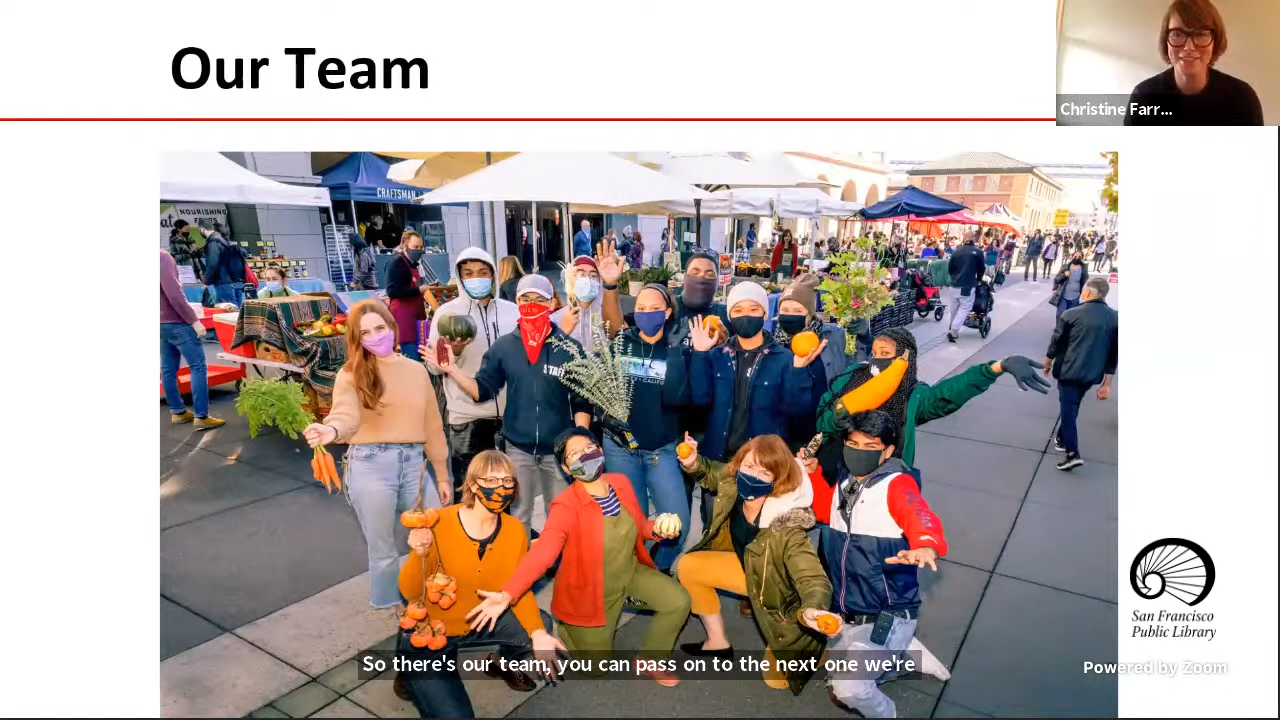 Our Team
Christine Farr...
CRAFTSMAN
NOURISHING
San Francisco
Public Library
So there's our team, you can pass on to the next one we're
Powered by Zoom